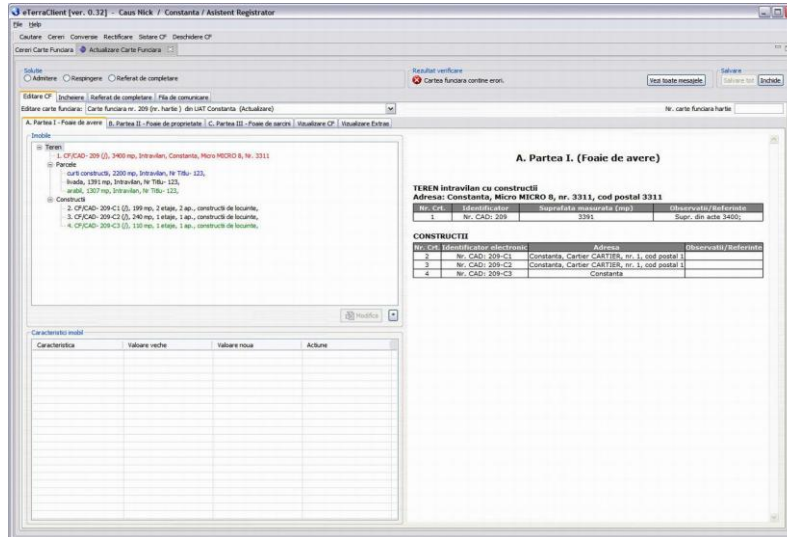 eTerraClient [ver. 0.32] - Caus Nick / Constanta / Asistent Registrator
File Help
Cautare Cereri Conversie Rectificare Sistare CF Deschidere CF
Cereri Carte Funciara Actualizare Carte Funciara
Solutie
Admitere Respingere Referat de completare
Rezultat verificare
Cartea funciara contine erori.
Vezi toate mesajele
Salvare
Salvare tot Inchide
Editare CF Incheiere Referat de completare Fila de comunicare
Editare carte funciara: Carte funciara nr. 209 (nr. hartie ) din UAT Constanta (Actualizare)
Nr. carte funciara hartie
A. Partea I - Foaie de avere B. Partea II - Foaie de proprietate C. Partea III - Foaie de sarcini Vizualizare CF Vizualizare Extras
Imobile
Teren
1. CF/CAD- 209 (/), 3400 mp, Intravilan, Constanta, Micro MICRO 8, Nr. 3311
Parcele
curti constructii, 2200 mp, Intravilan, Nr Titlu- 123,
livada, 1391 mp, Intravilan, Nr Titlu- 123,
arabil, 1307 mp, Intravilan, Nr Titlu- 123,
Constructii
2. CF/CAD- 209-C1 (/), 199 mp, 2 etaje, 2 ap., constructii de locuinte,
3. CF/CAD- 209-C2 (/), 240 mp, 1 etaje, 1 ap., constructii de locuinte,
4. CF/CAD- 209-C3 (/), 110 mp, 1 etaje, 1 ap., constructii de locuinte,
Modifica
Caracteristici imobil
Caracteristica Valoare veche Valoare noua Actiune
A. Partea I. (Foaie de avere)
TEREN intravilan cu constructii
Adresa: Constanta, Micro MICRO 8, nr. 3311, cod postal 3311
Nr. Crt. Identificator Suprafata masurata (mp) Observatii/Referinte
1 Nr. CAD: 209 3391 Supr. din acte 3400;
CONSTRUCTII
Nr. Crt. Identificator electronic Adresa Observatii/Referinte
2 Nr. CAD: 209-C1 Constanta, Cartier CARTIER, nr. 1, cod postal 1
3 Nr. CAD: 209-C2 Constanta, Cartier CARTIER, nr. 1, cod postal 1
4 Nr. CAD: 209-C3 Constanta